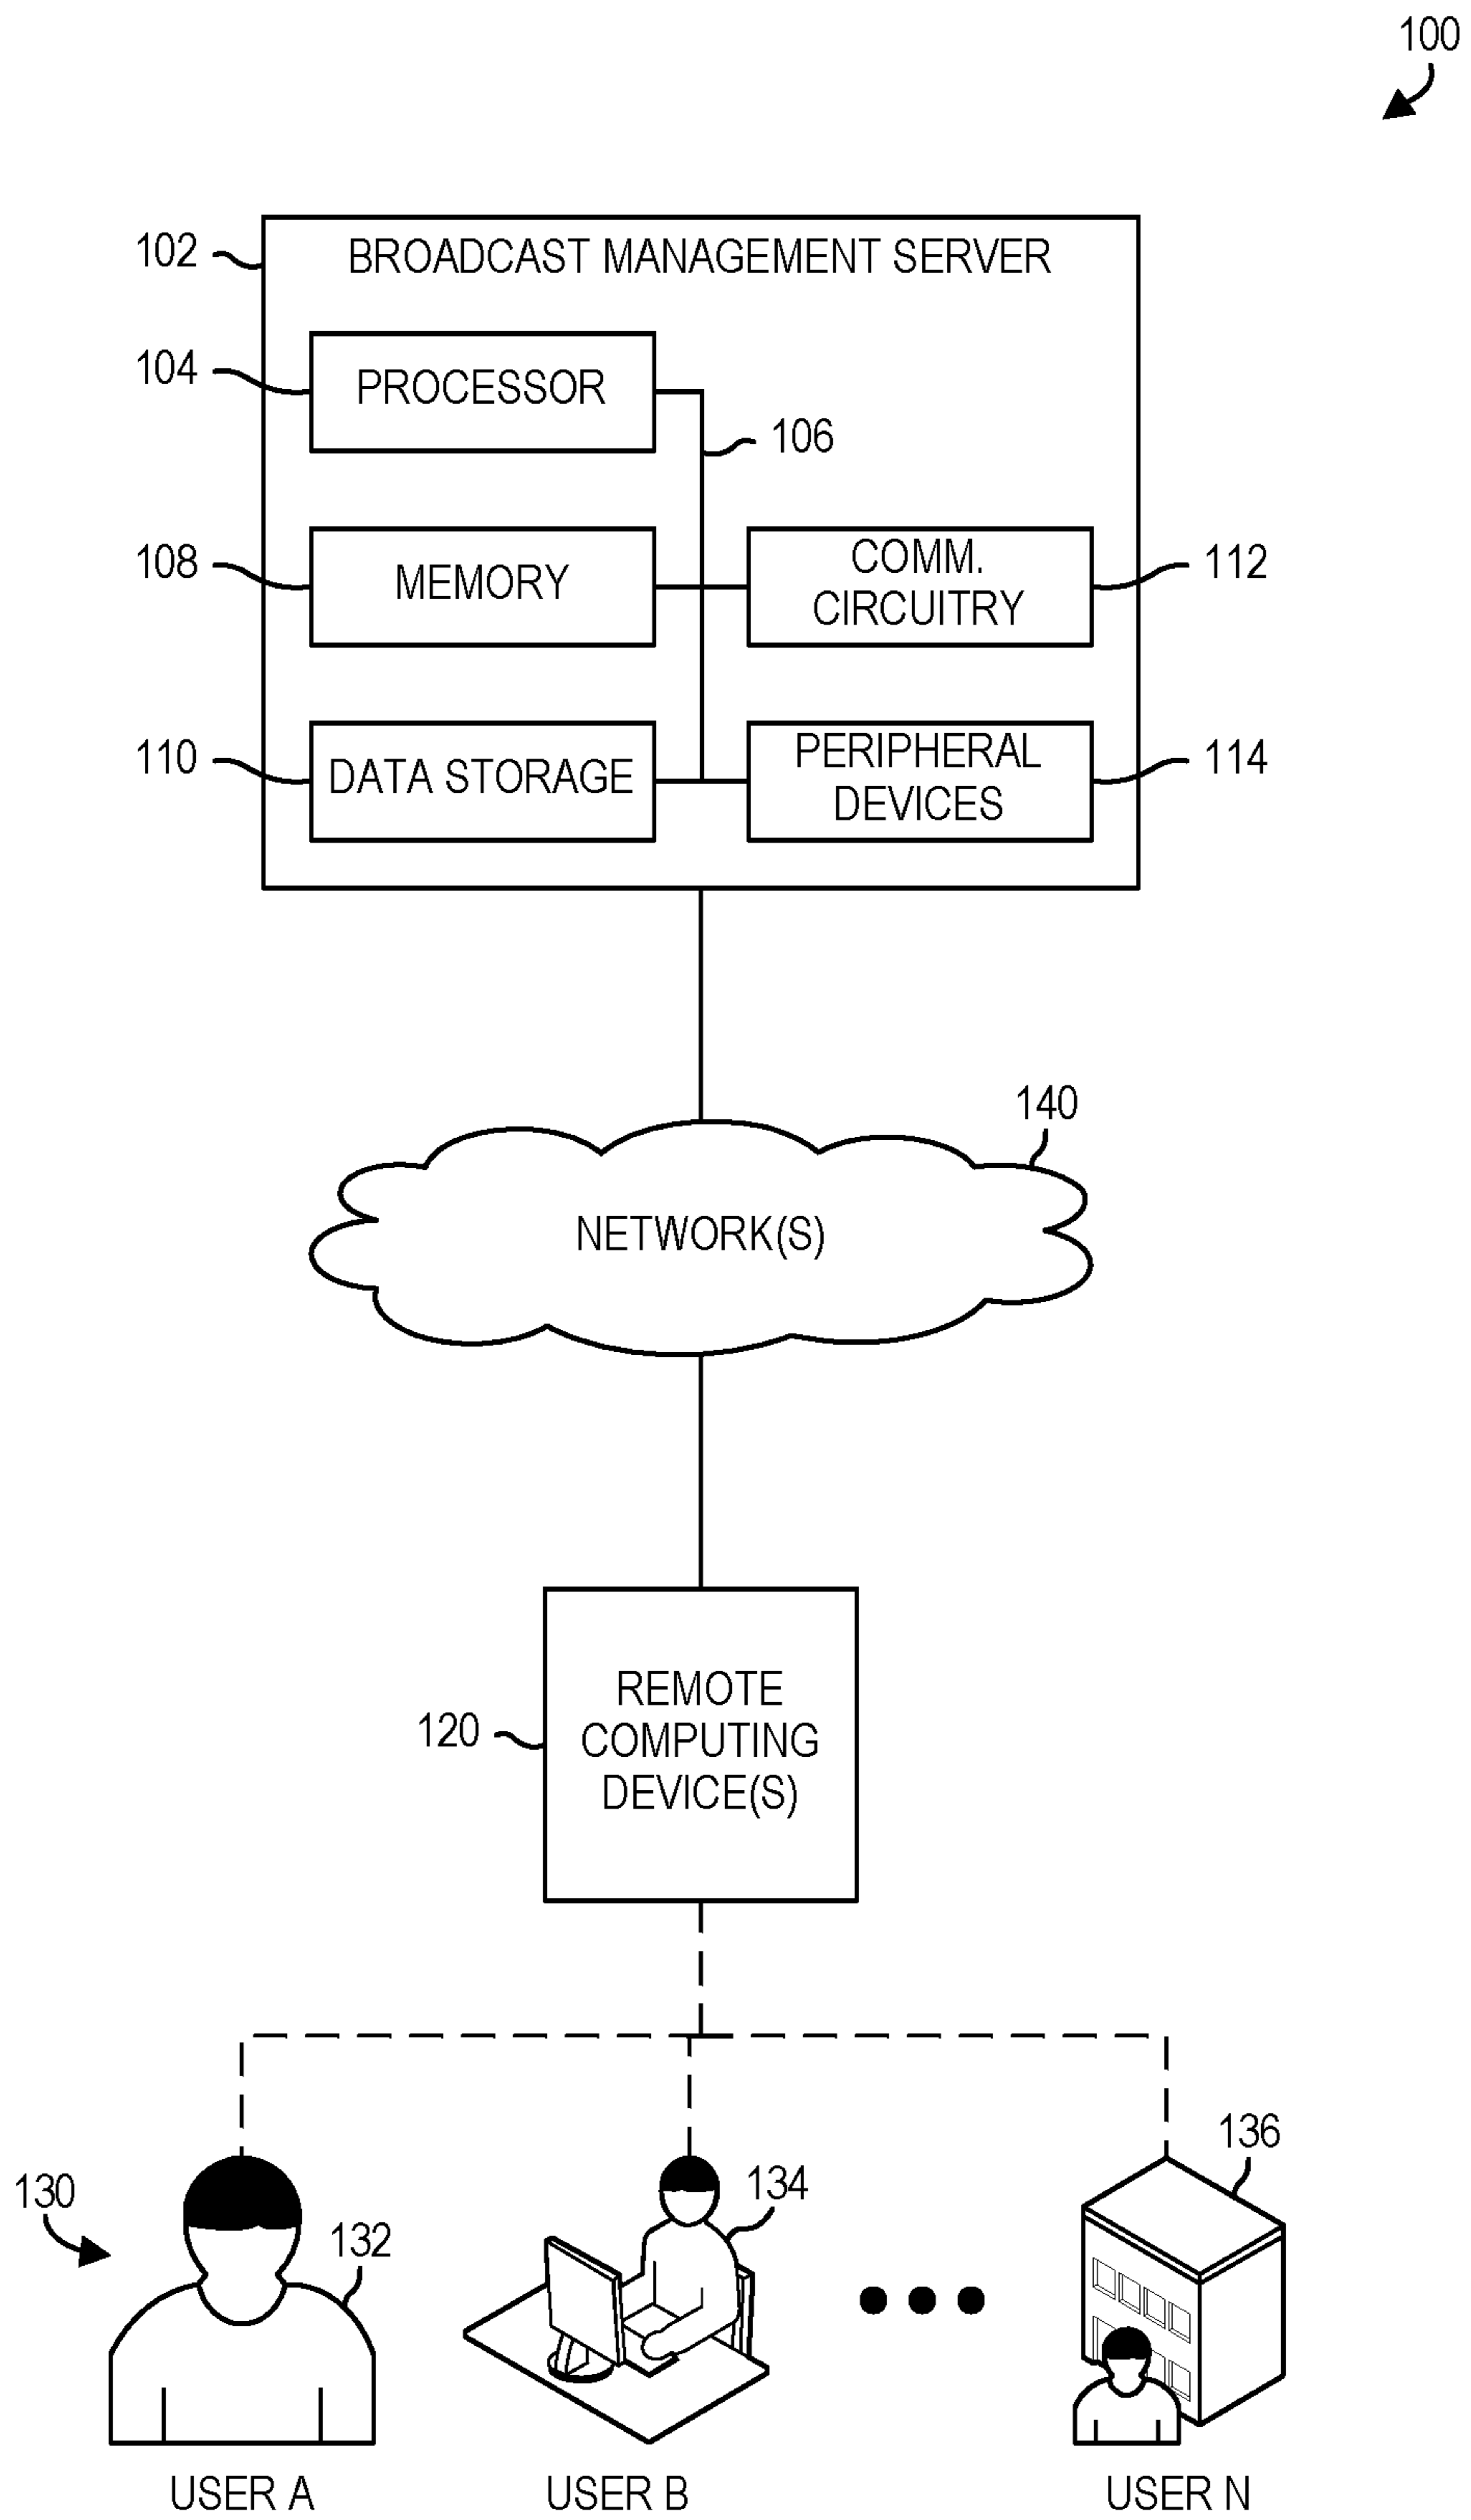 100
102
BROADCAST MANAGEMENT SERVER
104
PROCESSOR
106
108
MEMORY
COMM.
CIRCUITRY
112
110
DATA STORAGE
PERIPHERAL
DEVICES
114
140
NETWORK(S)
120
REMOTE
COMPUTING
DEVICE(S)
130
132
134
136
USER A
USER B
USER N